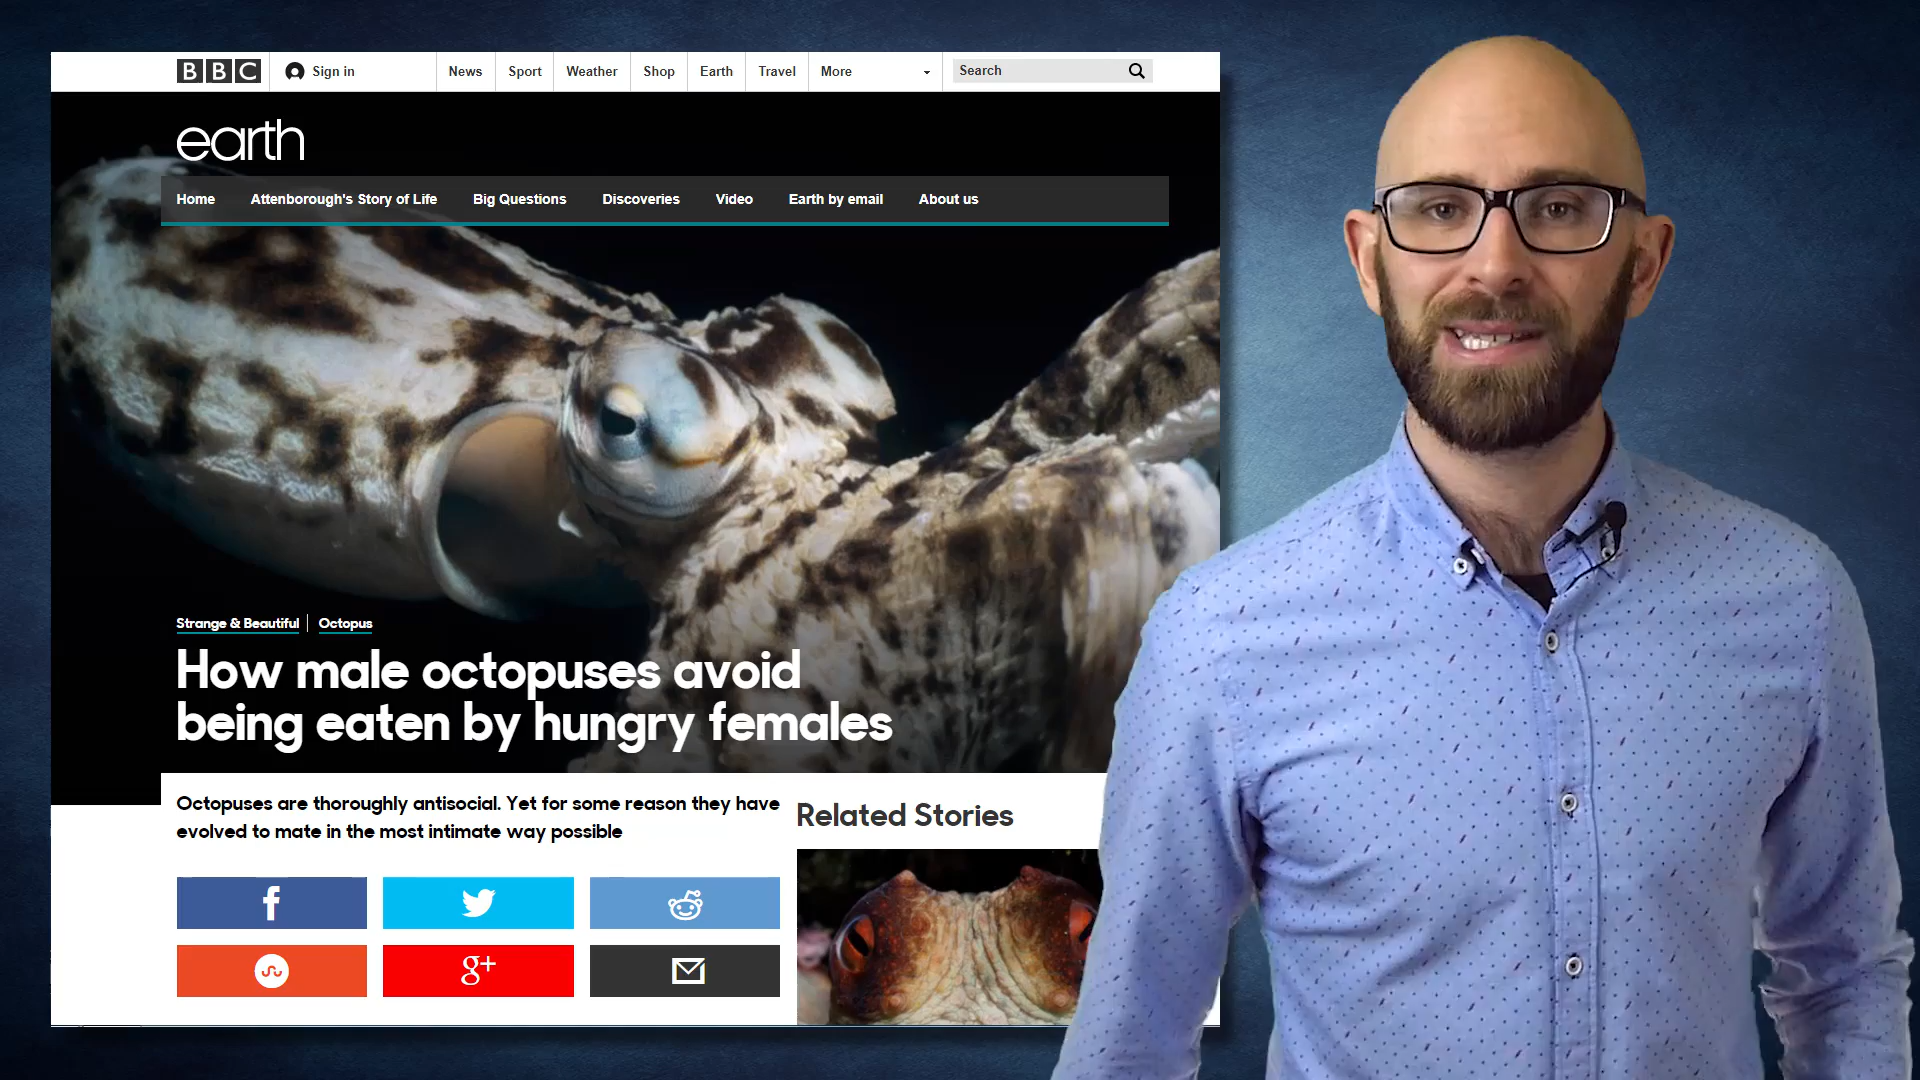 BBC
Sign in
News
Sport
Weather
Shop
Earth
Travel
More
Search
earth
Home
Attenborough's Story of Life
Big Questions
Discoveries
Video
Earth by email
About us
Strange & Beautiful
Octopus
How male octopuses avoid
being eaten by hungry females
Octopuses are thoroughly antisocial. Yet for some reason they have
evolved to mate in the most intimate way possible
Related Stories
f
g+